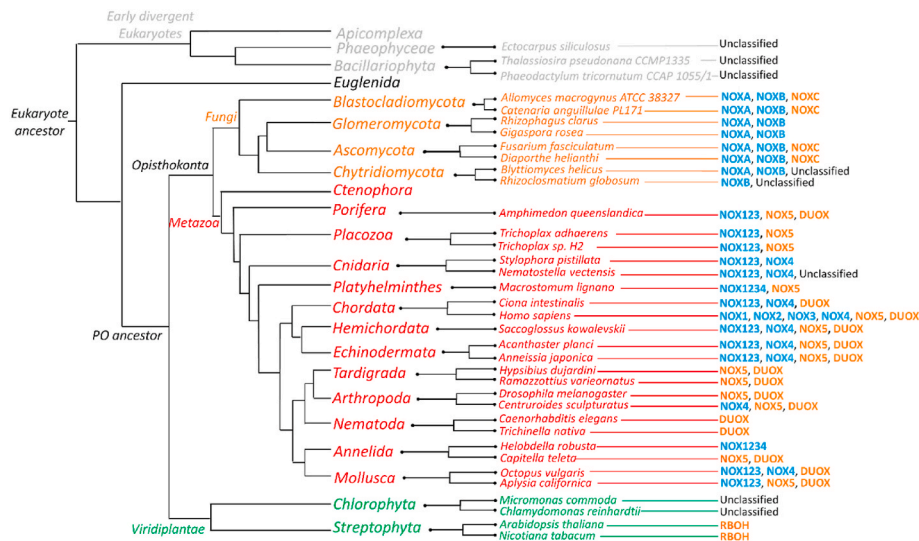 Early divergent
Eukaryotes
Apicomplexa
Phaeophyceae Ectocarpus siliculosus Unclassified
Bacillariophyta Thalassiosira pseudonana CCMP1335 Unclassified
Phaeodactylum tricornutum CCAP 1055/1 Unclassified
Euglenida
Eukaryote
ancestor
Fungi
Blastocladiomycota Allomyces macrogynus ATCC 38327 NOXA, NOXB, NOXC
Catenaria anguillulae PL171 NOXA, NOXB, NOXC
Glomeromycota Rhizophagus clarus NOXA, NOXB
Gigaspora rosea NOXA, NOXB
Ascomycota Fusarium fasciculatum NOXA, NOXB, NOXC
Diaporthe helianthi NOXA, NOXB, NOXC
Opisthokonta
Chytridiomycota Blyttiomyces helicus NOXA, NOXB, Unclassified
Rhizoclosmatium globosum NOXB, Unclassified
Ctenophora
Metazoa
Porifera Amphimedon queenslandica NOX123, NOX5, DUOX
Placozoa Trichoplax adhaerens NOX123, NOX5
Trichoplax sp. H2 NOX123, NOX5
Cnidaria Stylophora pistillata NOX123, NOX4
Nematostella vectensis NOX123, NOX4, Unclassified
Platyhelminthes Macrostomum lignano NOX1234, NOX5
Chordata Ciona intestinalis NOX123, NOX4, DUOX
Homo sapiens NOX1, NOX2, NOX3, NOX4, NOX5, DUOX
PO ancestor
Hemichordata Saccoglossus kowalevskii NOX123, NOX4, NOX5, DUOX
Echinodermata Acanthaster planci NOX123, NOX4, NOX5, DUOX
Anneissia japonica NOX123, NOX4, NOX5, DUOX
Tardigrada Hypsibius dujardini NOX5, DUOX
Ramazzottius varieornatus NOX5, DUOX
Arthropoda Drosophila melanogaster NOX5, DUOX
Centruroides sculpturatus NOX4, NOX5, DUOX
Nematoda Caenorhabditis elegans DUOX
Trichinella nativa DUOX
Annelida Helobdella robusta NOX1234
Capitella teleta NOX5, DUOX
Mollusca Octopus vulgaris NOX123, NOX4, DUOX
Aplysia californica NOX123, NOX5, DUOX
Chlorophyta Micromonas commoda Unclassified
Chlamydomonas reinhardtii Unclassified
Viridiplantae
Streptophyta Arabidopsis thaliana RBOH
Nicotiana tabacum RBOH